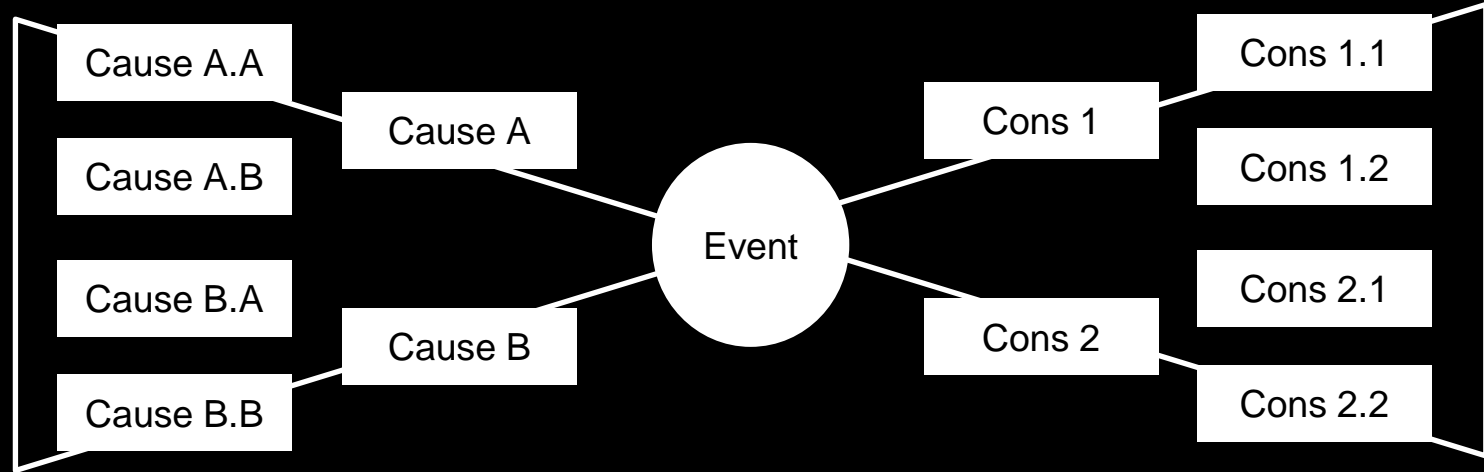 Cause A.A
Cause A
Cause A.B
Cause B.A
Cause B
Cause B.B
Event
Cons 1.1
Cons 1
Cons 1.2
Cons 2.1
Cons 2
Cons 2.2